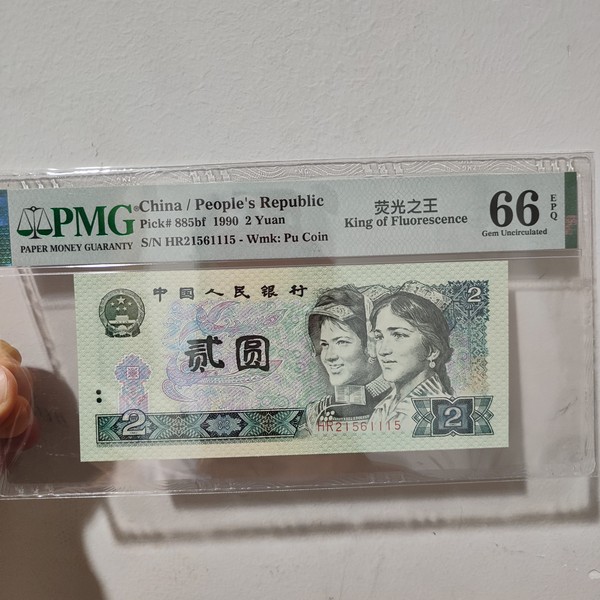 PMG
PAPER MONEY GUARANTY
China / People's Republic
Pick# 885bf 1990 2 Yuan
S/N HR21561115 - Wmk: Pu Coin
荧光之王
King of Fluorescence
66
EPQ
Gem Uncirculated
中国人民银行
2
贰圆
2
HR21561115
2